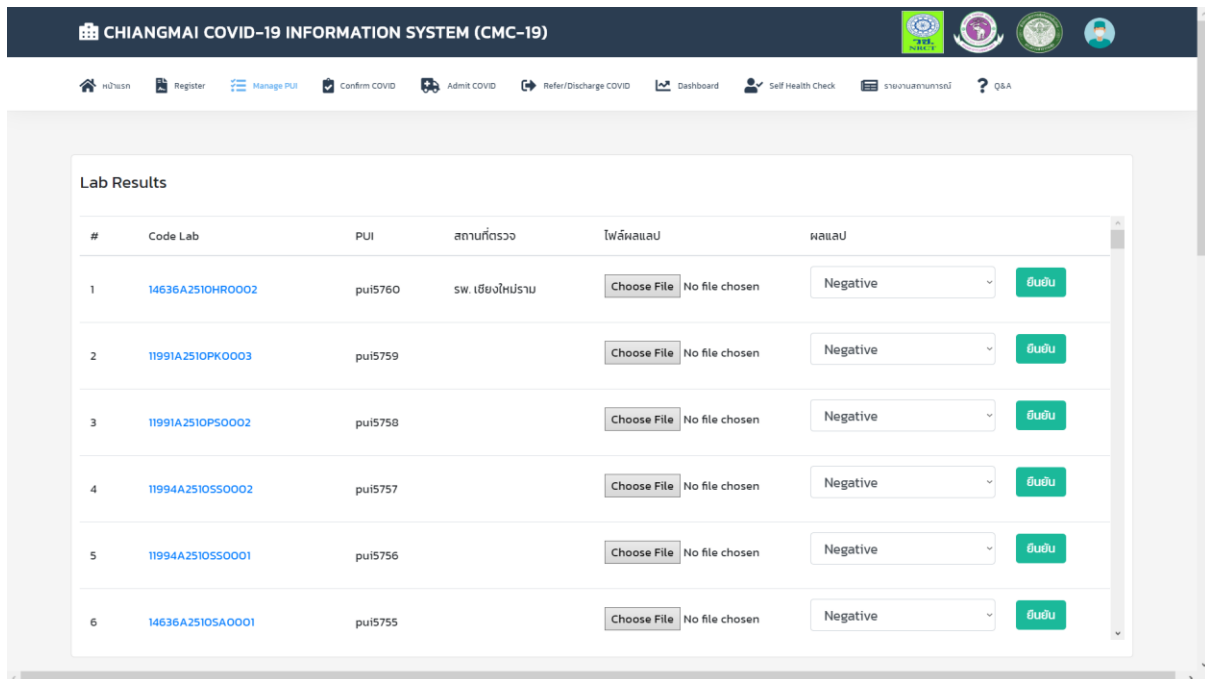 CHIANGMAI COVID-19 INFORMATION SYSTEM (CMC-19)
วช.
NRCT
หน้าแรก Register Manage PUI Confirm COVID Admit COVID Refer/Discharge COVID Dashboard Self Health Check รายงานสถานการณ์ Q&A
Lab Results
# Code Lab PUI สถานที่ตรวจ ไฟล์ผลแลป ผลแลป
1 14636A2510HR0002 pui5760 รพ. เชียงใหม่ราม Choose File No file chosen Negative ยืนยัน
2 11991A2510PK0003 pui5759 Choose File No file chosen Negative ยืนยัน
3 11991A2510PS0002 pui5758 Choose File No file chosen Negative ยืนยัน
4 11994A2510SS0002 pui5757 Choose File No file chosen Negative ยืนยัน
5 11994A2510SS0001 pui5756 Choose File No file chosen Negative ยืนยัน
6 14636A2510SA0001 pui5755 Choose File No file chosen Negative ยืนยัน